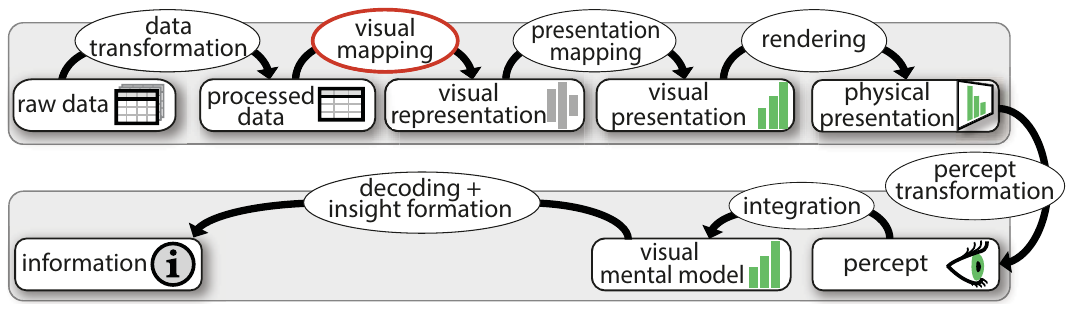 data
transformation
visual
mapping
presentation
mapping
rendering
raw data
processed
data
visual
representation
visual
presentation
physical
presentation
percept
transformation
decoding +
insight formation
integration
information
i
visual
mental model
percept